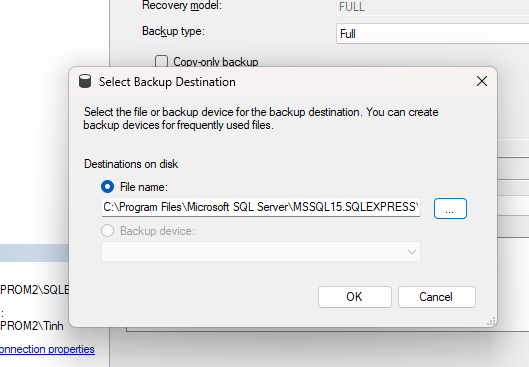 Recovery model:
FULL
Backup type:
Full
Copy-only backup
Select Backup Destination
Select the file or backup device for the backup destination. You can create
backup devices for frequently used files.
Destinations on disk
File name:
C:\Program Files\Microsoft SQL Server\MSSQL15.SQLEXPRESS\
...
Backup device:
OK
Cancel
PROM2\SQLE
:
PROM2\Tinh
onnection properties